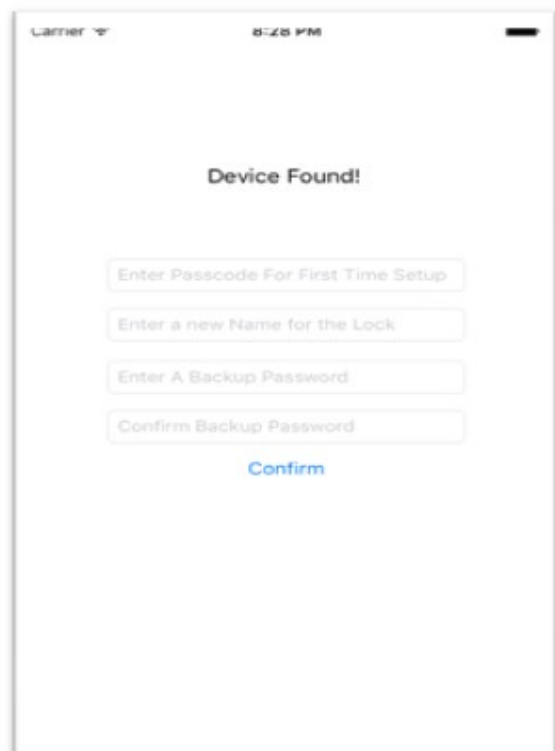 Carrier 8:28 PM
Device Found!
Enter Passcode For First Time Setup
Enter a new Name for the Lock
Enter A Backup Password
Confirm Backup Password
Confirm